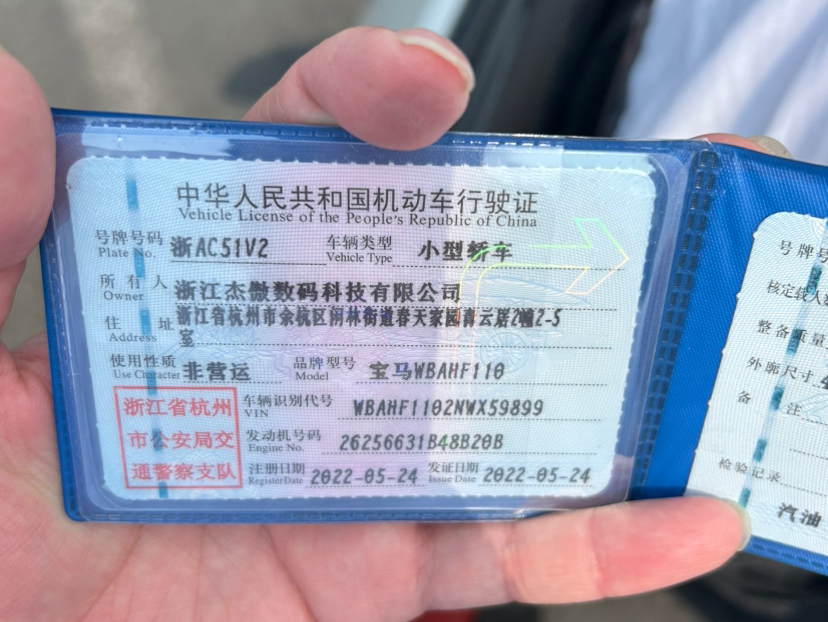 中华人民共和国机动车行驶证
Vehicle License of the People's Republic of China
号牌号码 浙AC51V2 车辆类型 小型轿车
Plate No. Vehicle Type
所有人 浙江杰微数码科技有限公司
Owner
住址 浙江省杭州市余杭区闲林街道春天家园青云居2幢2-5
Address 室
使用性质 非营运 品牌型号 宝马WBAHF110
Use Character Model
浙江省杭州
市公安局交
通警察支队
车辆识别代号 WBAHF1102NWX59899
VIN
发动机号码 26256631B48B20B
Engine No.
注册日期 2022-05-24 发证日期 2022-05-24
Register Date Issue Date
号牌号
核定载人
整备质量
外廓尺寸
备注
检验记录
汽油